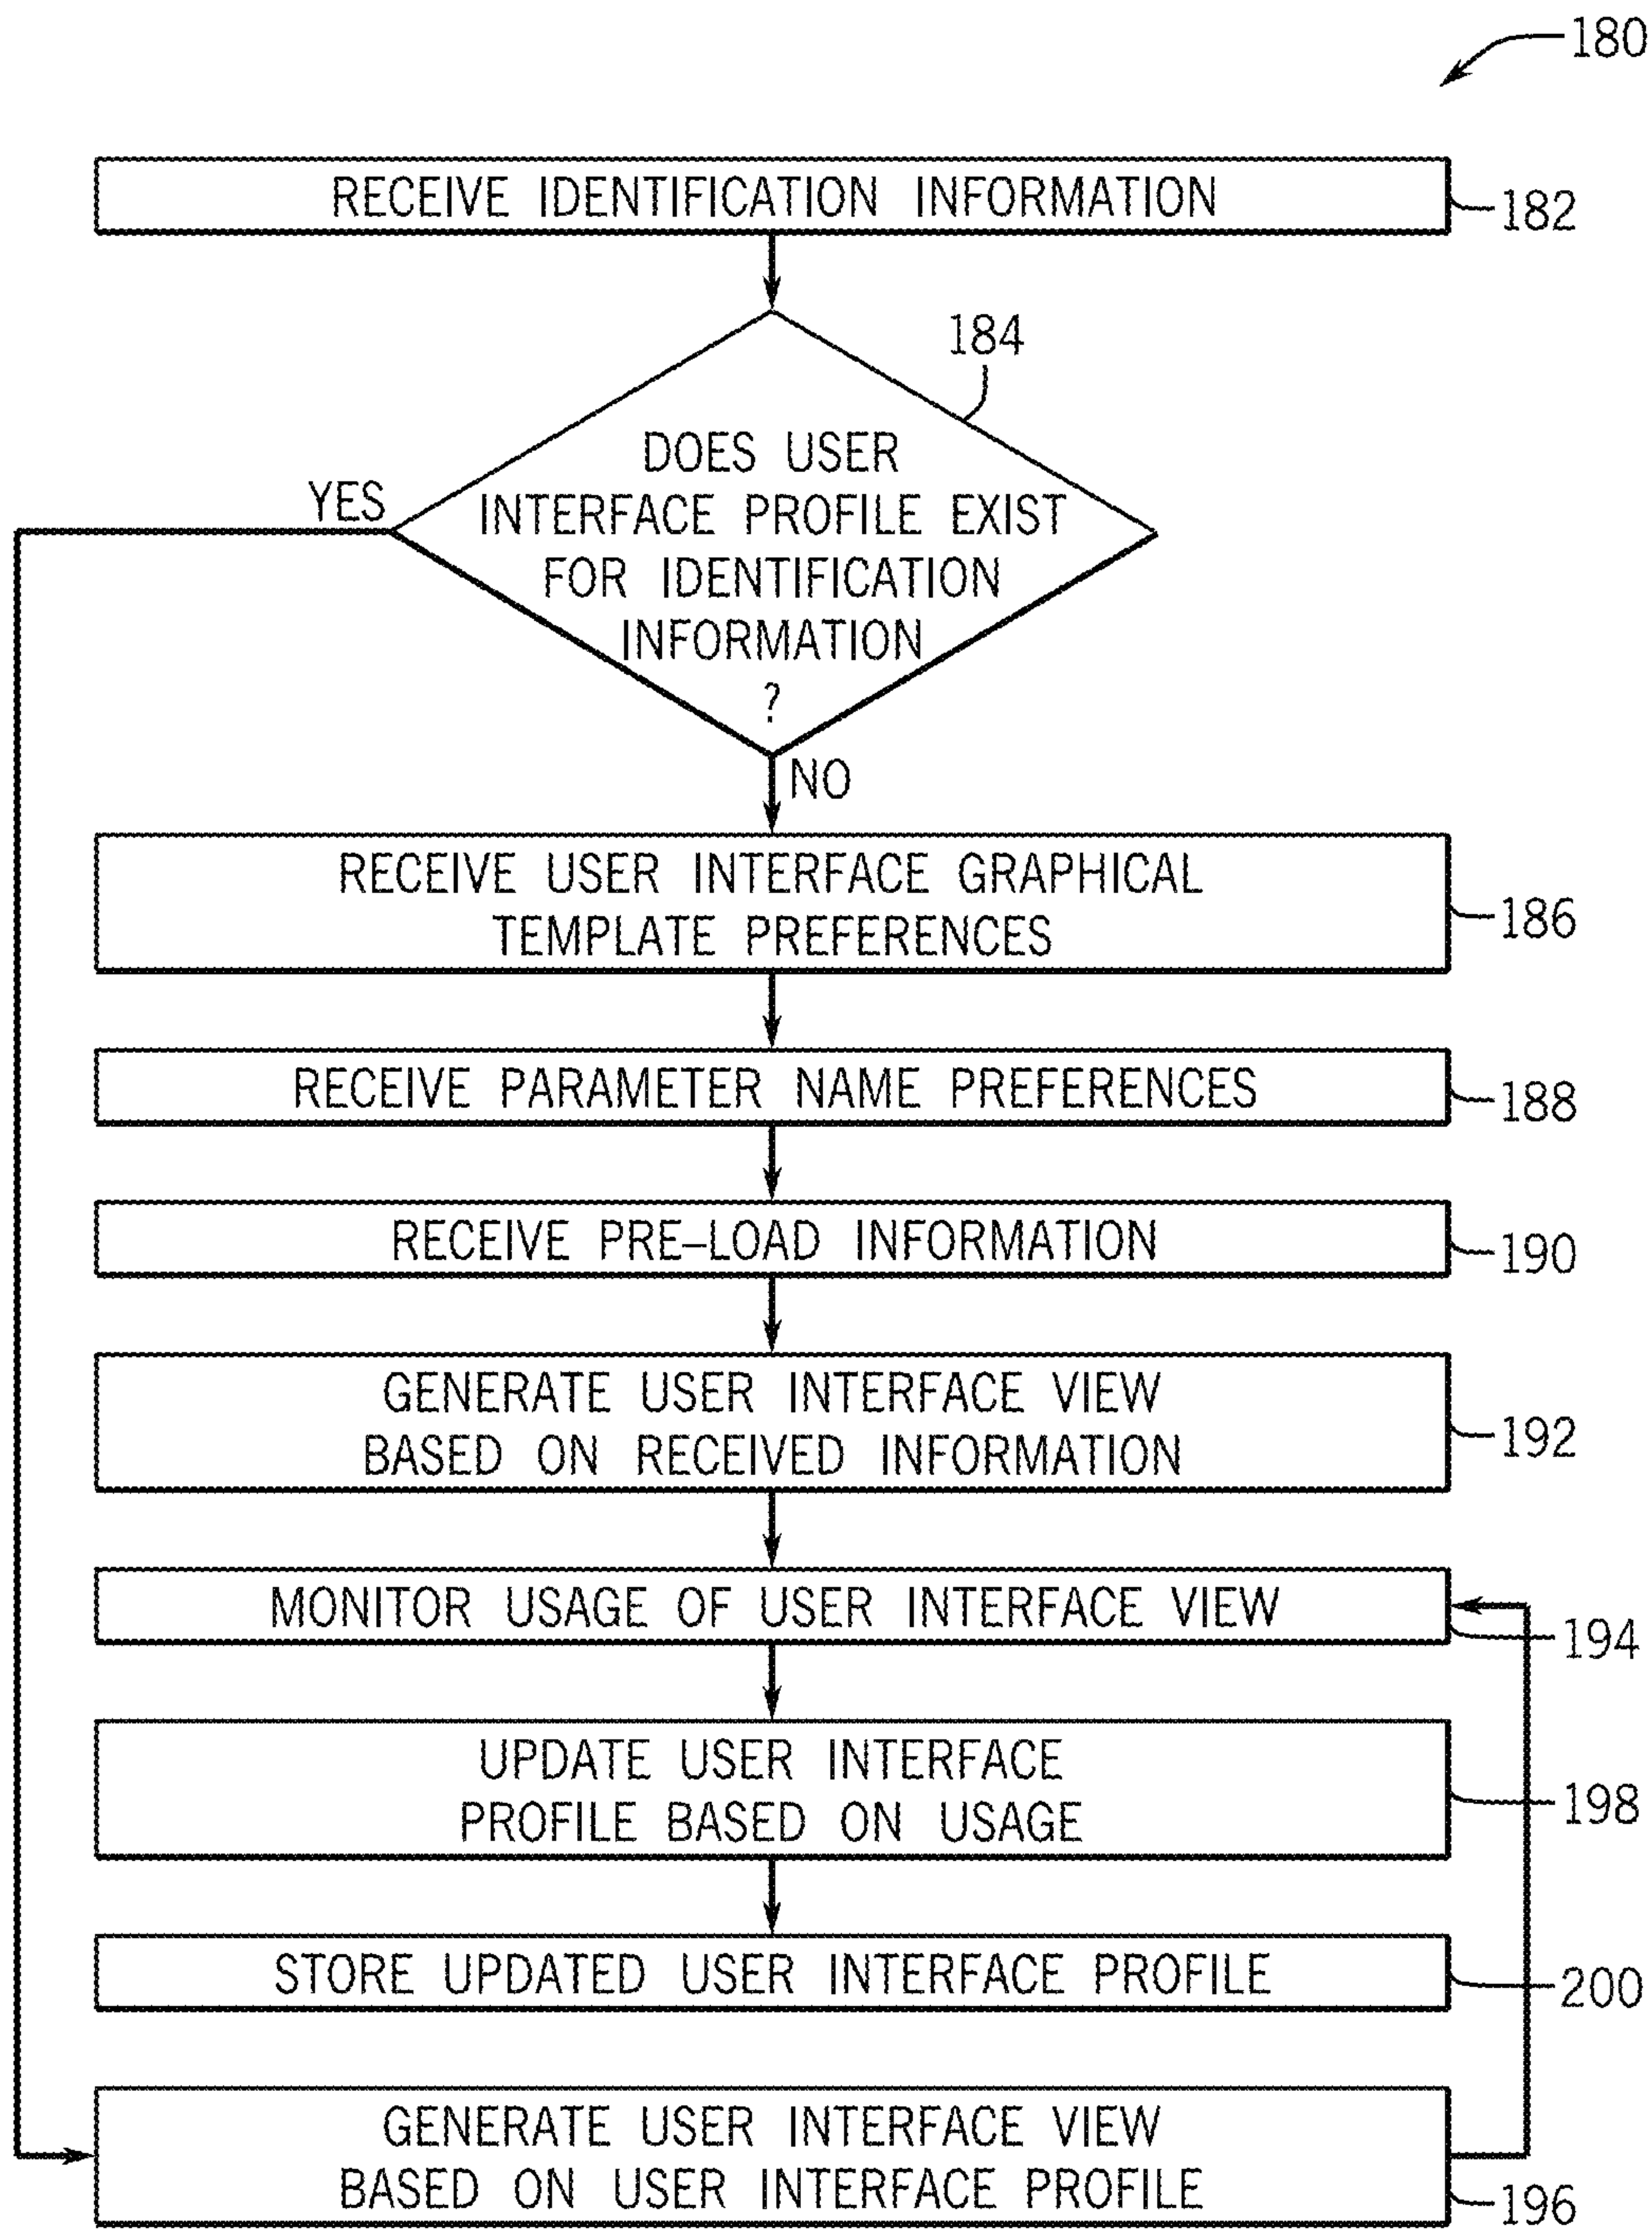 180
RECEIVE IDENTIFICATION INFORMATION
182
184
DOES USER
INTERFACE PROFILE EXIST
FOR IDENTIFICATION
INFORMATION
?
YES
NO
RECEIVE USER INTERFACE GRAPHICAL
TEMPLATE PREFERENCES
186
RECEIVE PARAMETER NAME PREFERENCES
188
RECEIVE PRE–LOAD INFORMATION
190
GENERATE USER INTERFACE VIEW
BASED ON RECEIVED INFORMATION
192
MONITOR USAGE OF USER INTERFACE VIEW
194
UPDATE USER INTERFACE
PROFILE BASED ON USAGE
198
STORE UPDATED USER INTERFACE PROFILE
200
GENERATE USER INTERFACE VIEW
BASED ON USER INTERFACE PROFILE
196